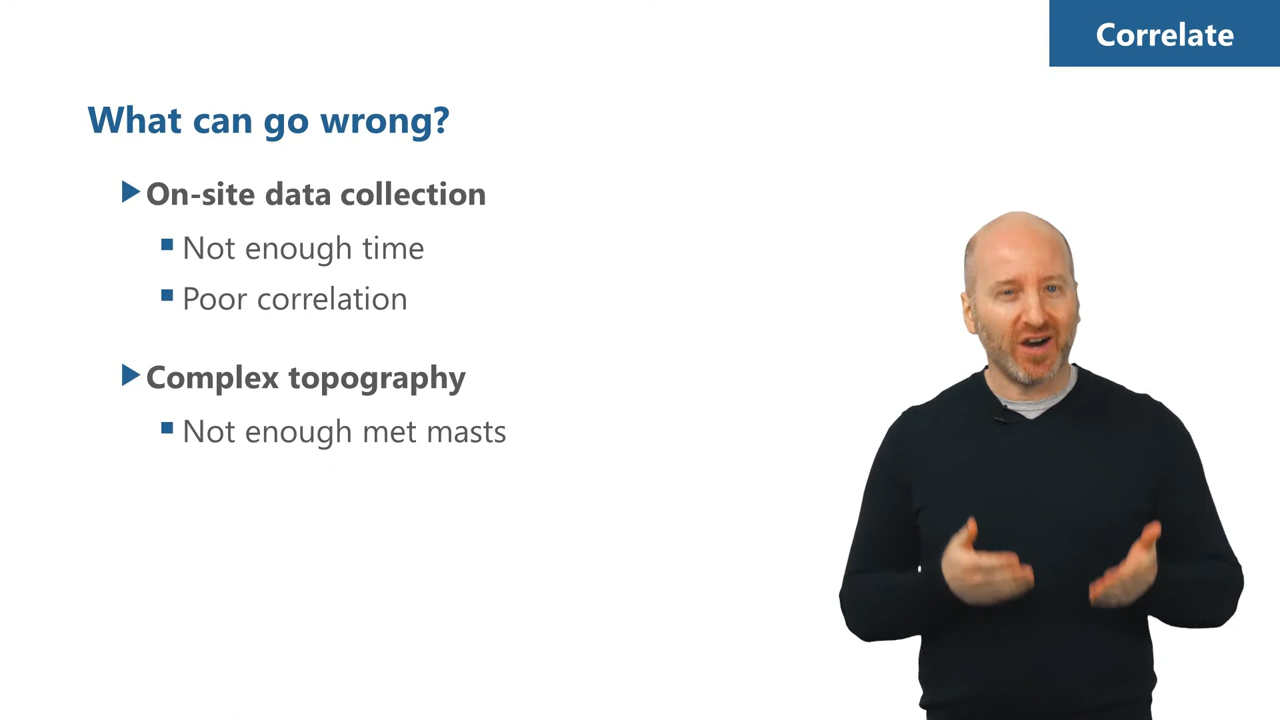 Correlate
What can go wrong?
On-site data collection
Not enough time
Poor correlation
Complex topography
Not enough met masts